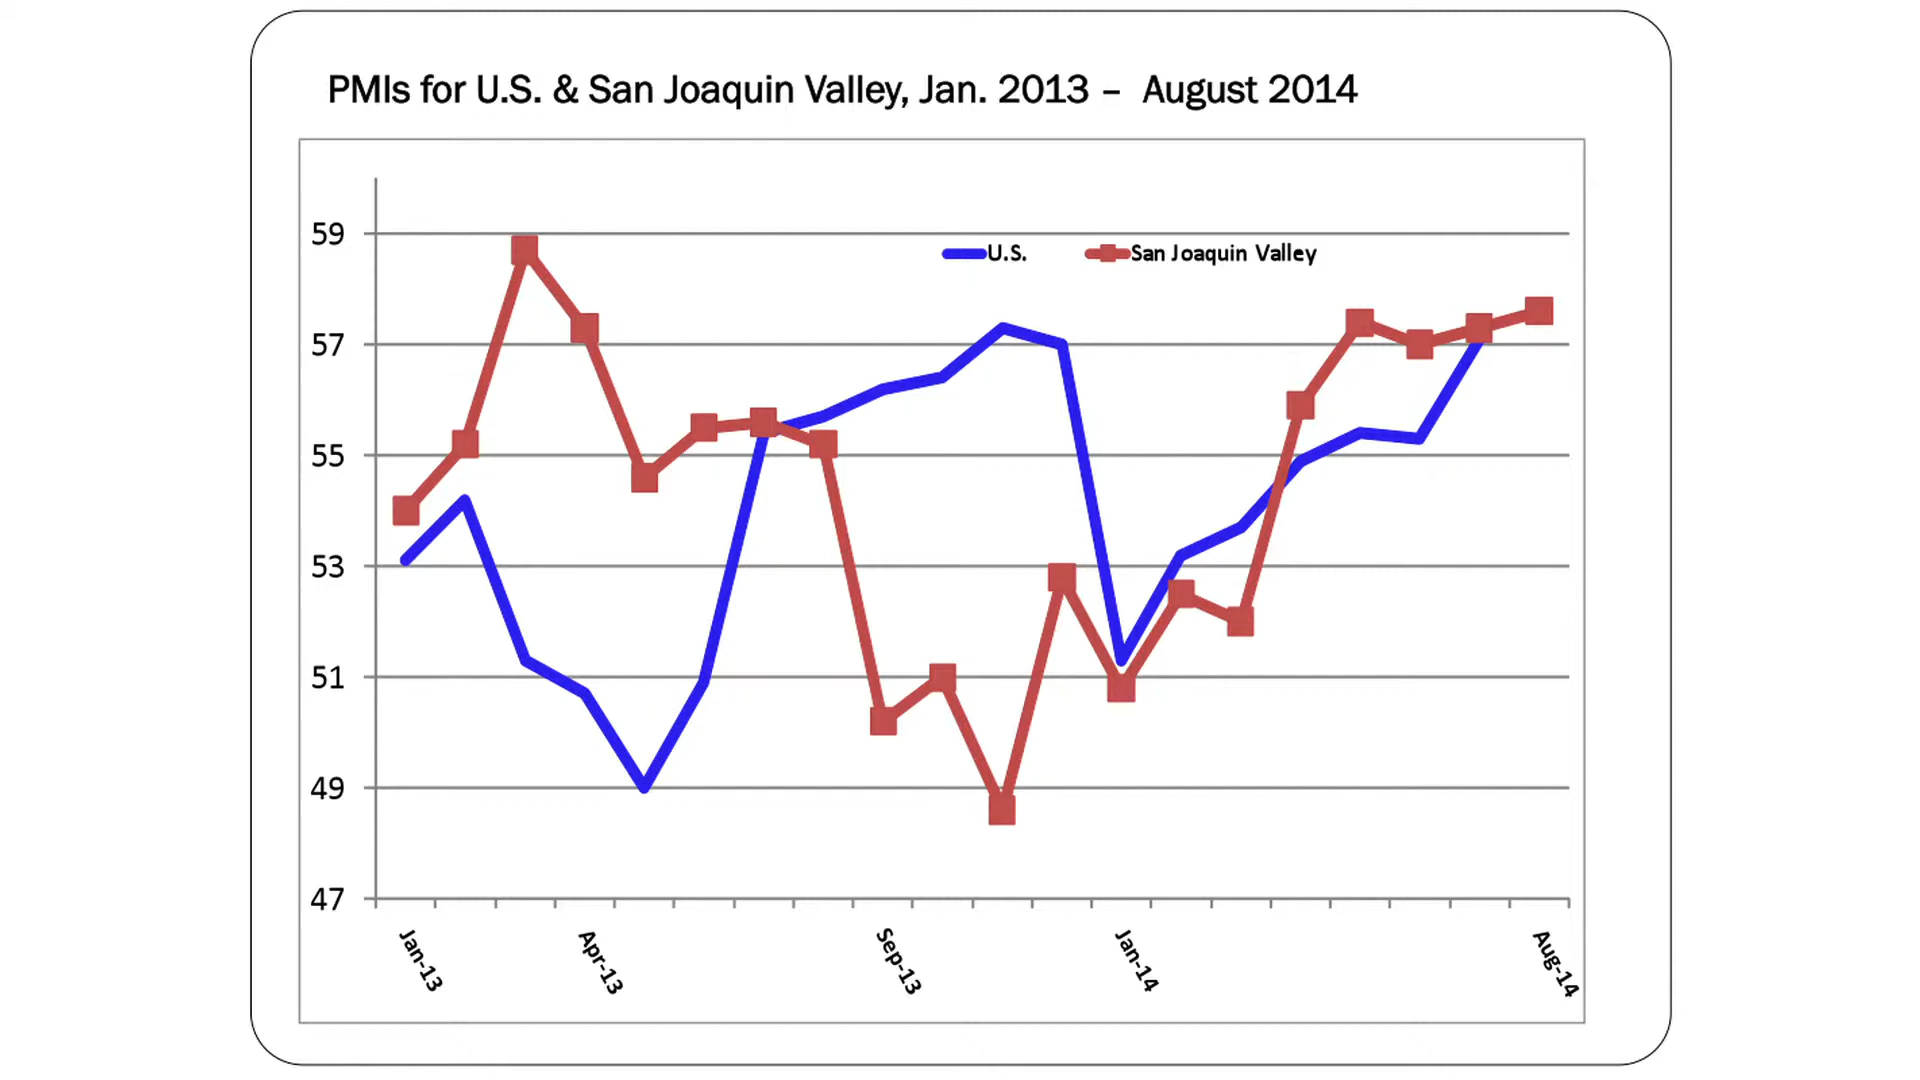 PMIs for U.S. & San Joaquin Valley, Jan. 2013 – August 2014
59
U.S. San Joaquin Valley
57
55
53
51
49
47
Jan-13 Apr-13 Sep-13 Jan-14 Aug-14